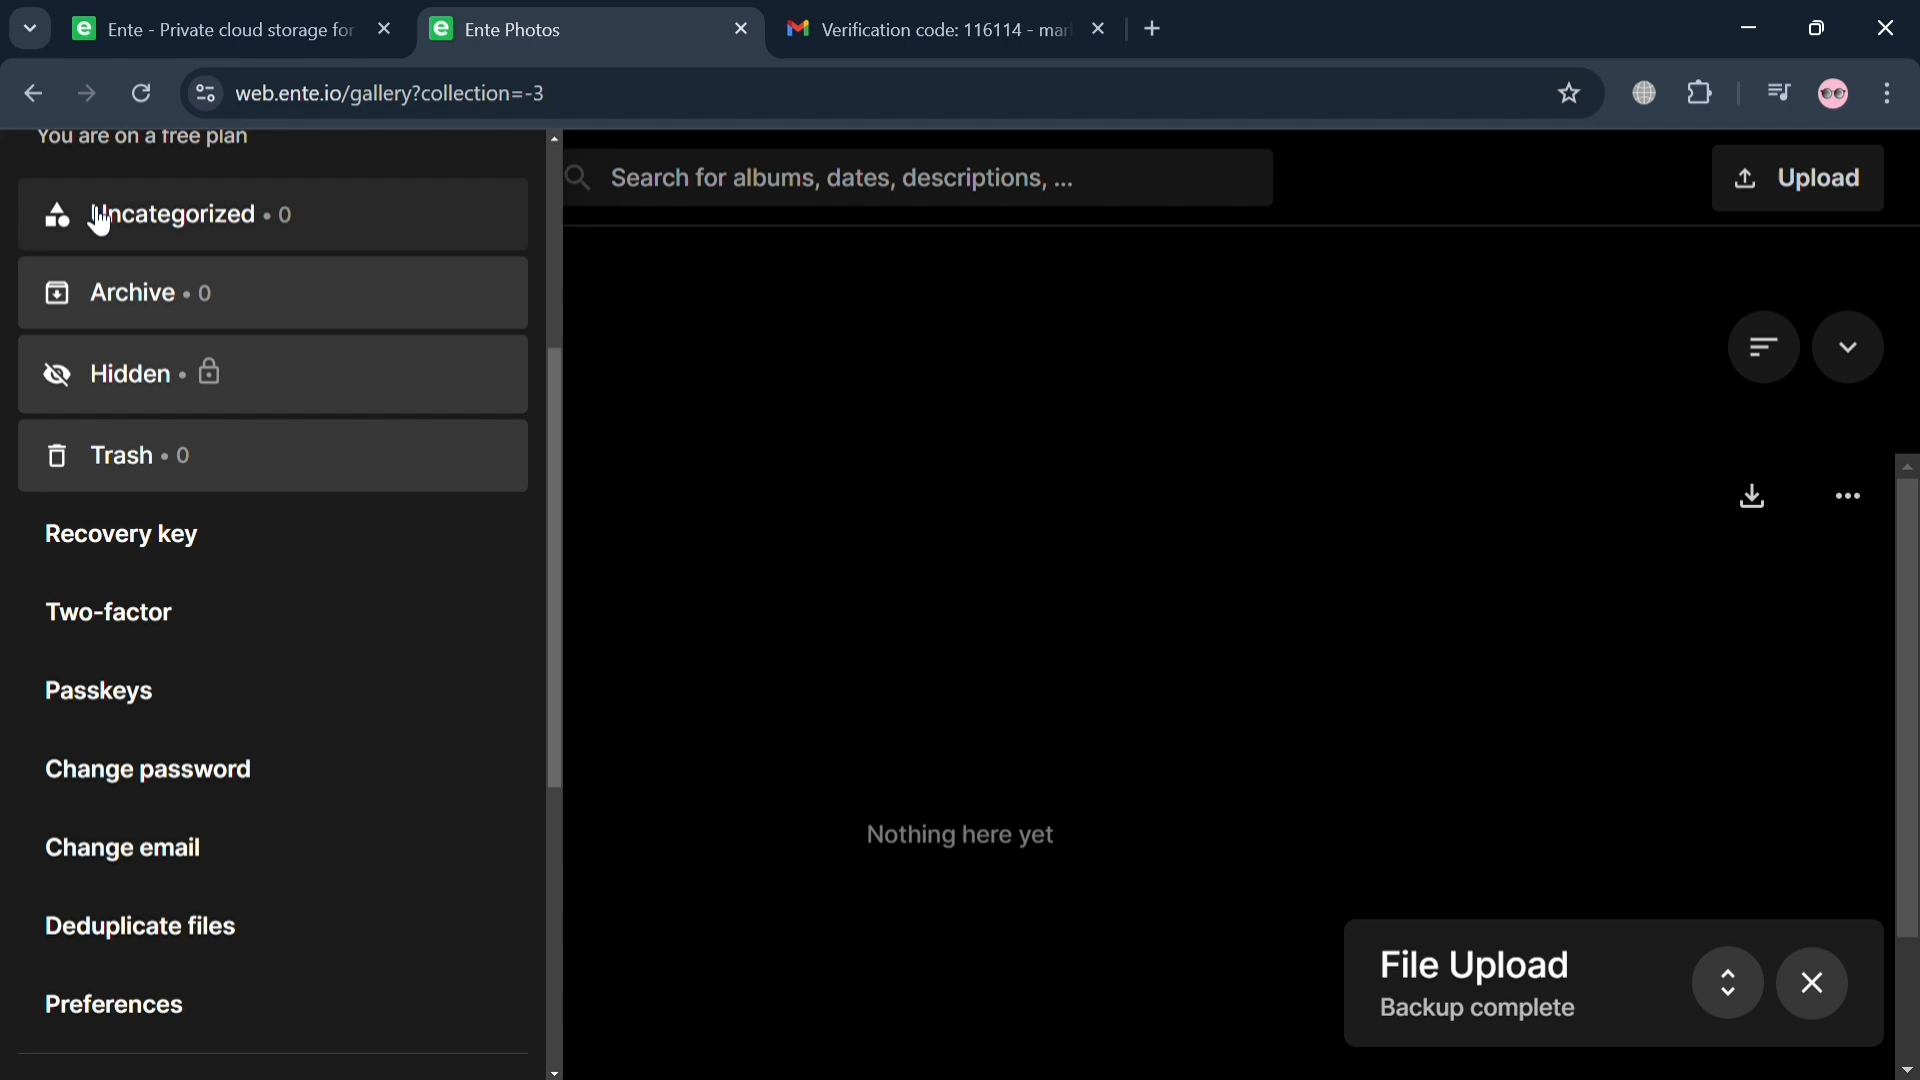 Ente - Private cloud storage for
Ente Photos
Verification code: 116114 - mar
web.ente.io/gallery?collection=-3
You are on a free plan
Search for albums, dates, descriptions, ...
Upload
Uncategorized • 0
Archive • 0
Hidden •
Trash • 0
Recovery key
Two-factor
Passkeys
Change password
Change email
Deduplicate files
Preferences
Nothing here yet
File Upload
Backup complete